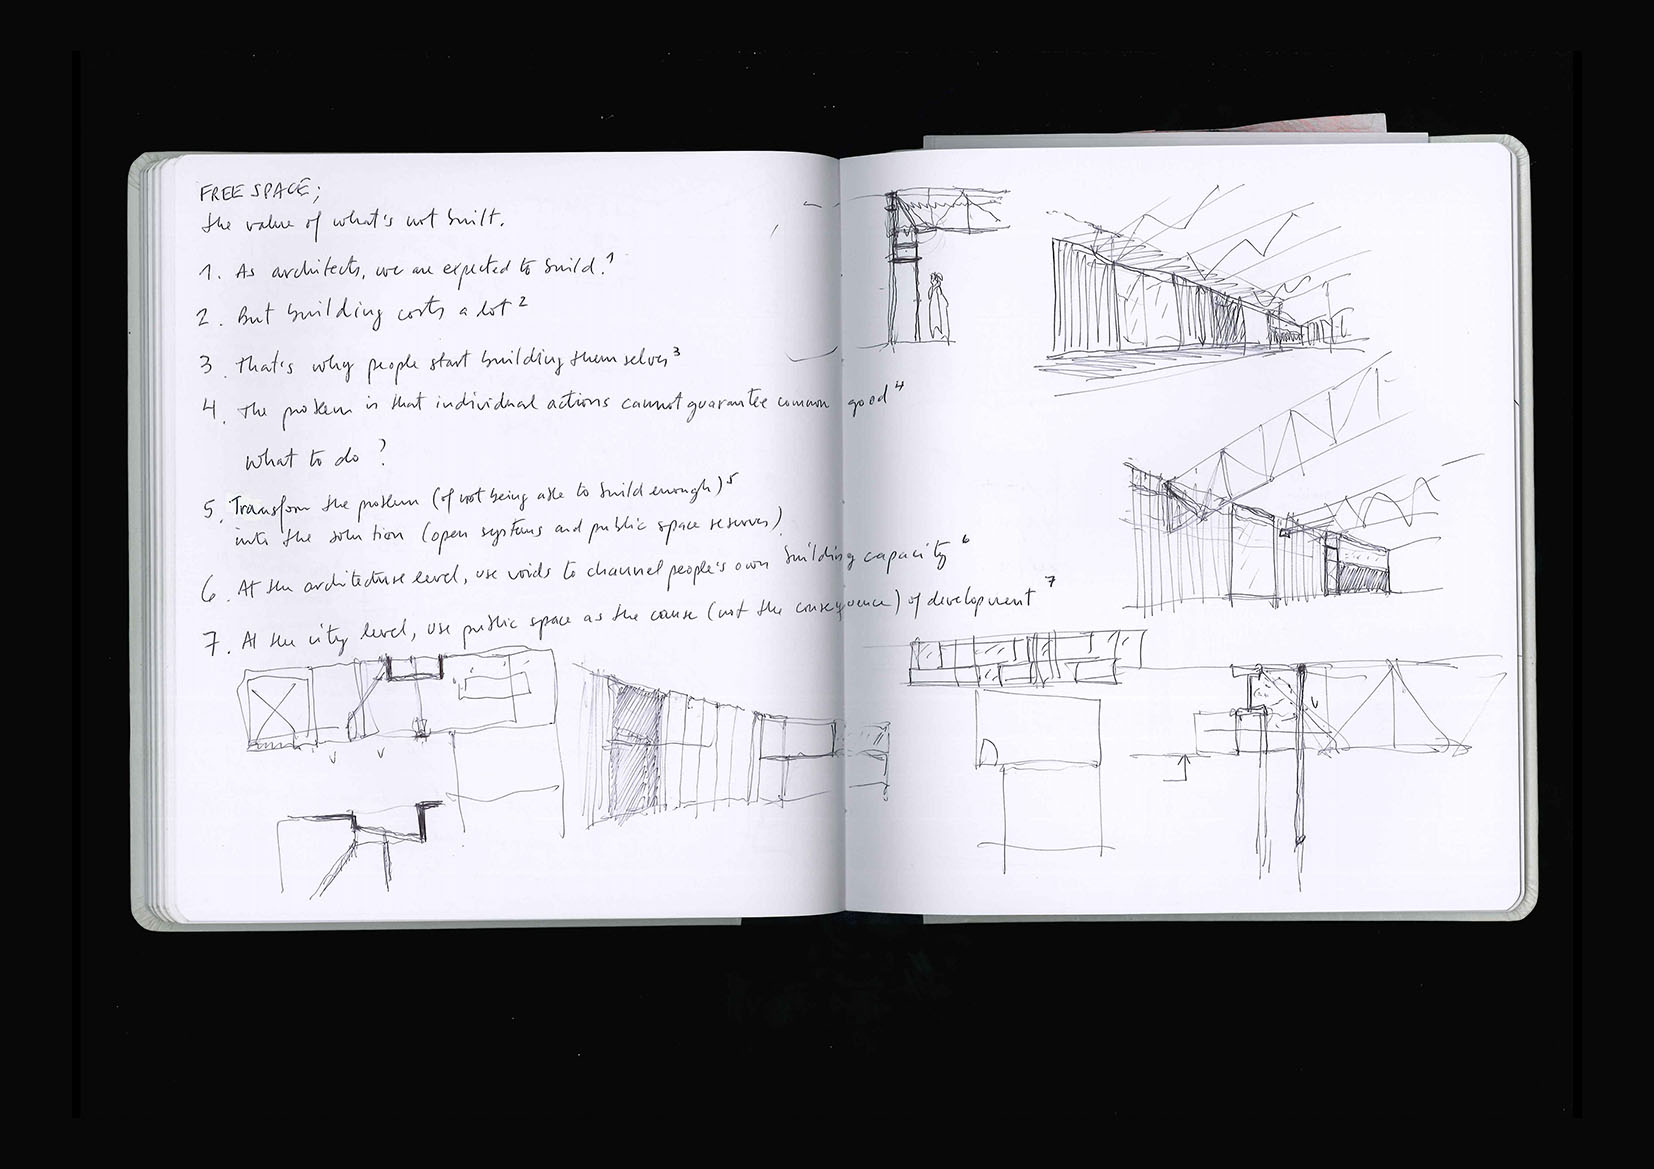 FREE SPACE;
the value of what's not built.
1. As architects, we are expected to build.¹
2. But building costs a lot ²
3. That's why people start building themselves³
4. The problem is that individual actions cannot guarantee common good⁴
What to do ?
5. Transform the problem (of not being able to build enough)⁵
into the solution (open systems and public space reserves)
6. At the architecture level, use voids to channel people's own building capacity ⁶
7. At the city level, use public space as the cause (not the consequence) of development ⁷